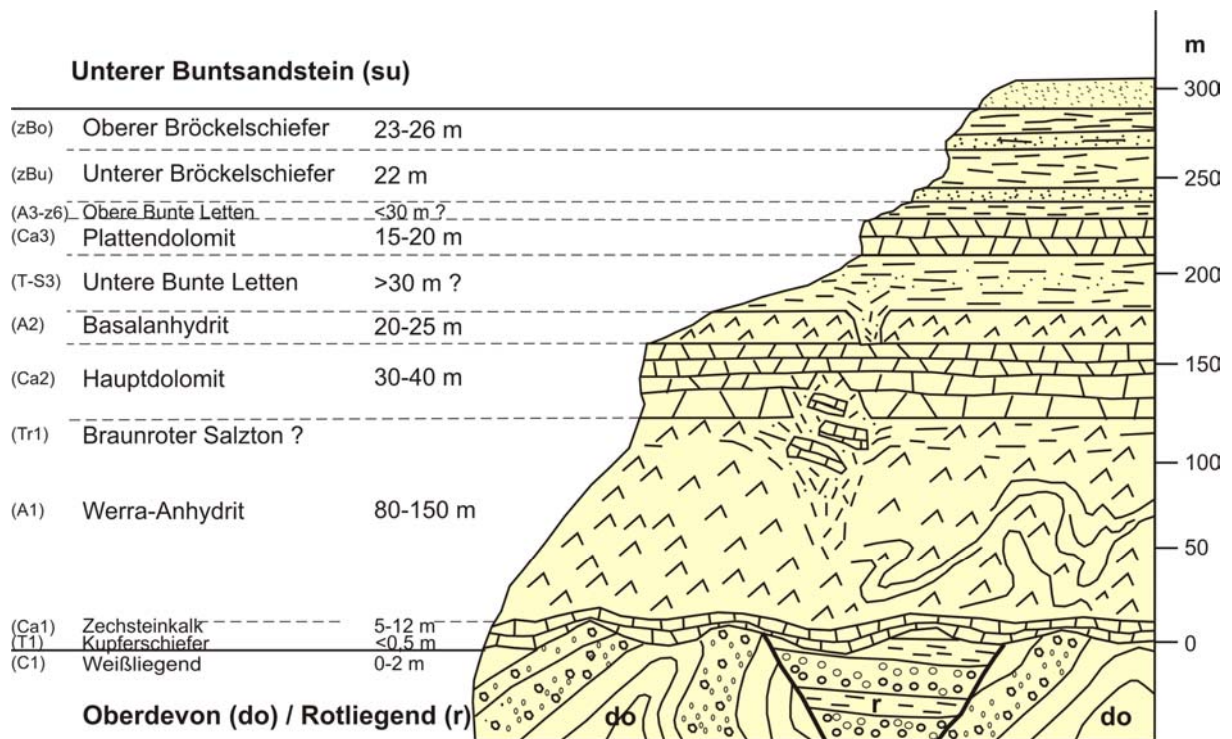 m
Unterer Buntsandstein (su)
300
(zBo) Oberer Bröckelschiefer 23-26 m
(zBu) Unterer Bröckelschiefer 22 m
250
(A3-z6) Obere Bunte Letten <30 m ?
(Ca3) Plattendolomit 15-20 m
(T-S3) Untere Bunte Letten >30 m ?
200
(A2) Basalanhydrit 20-25 m
150
(Ca2) Hauptdolomit 30-40 m
(Tr1) Braunroter Salzton ?
100
(A1) Werra-Anhydrit 80-150 m
50
(Ca1) Zechsteinkalk 5-12 m
(T1) Kupferschiefer <0,5 m
0
(C1) Weißliegend 0-2 m
Oberdevon (do) / Rotliegend (r) do r do